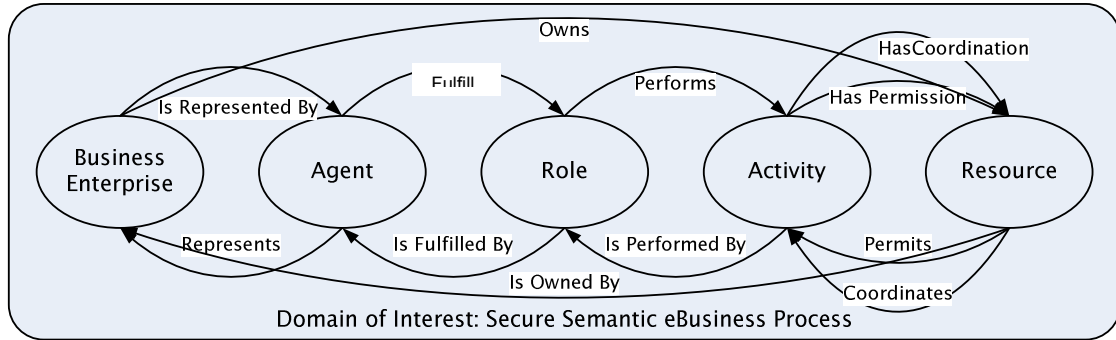 Owns
HasCoordination
Fulfill
Performs
Has Permission
Is Represented By
Business
Enterprise
Agent
Role
Activity
Resource
Represents
Is Fulfilled By
Is Performed By
Permits
Is Owned By
Coordinates
Domain of Interest: Secure Semantic eBusiness Process